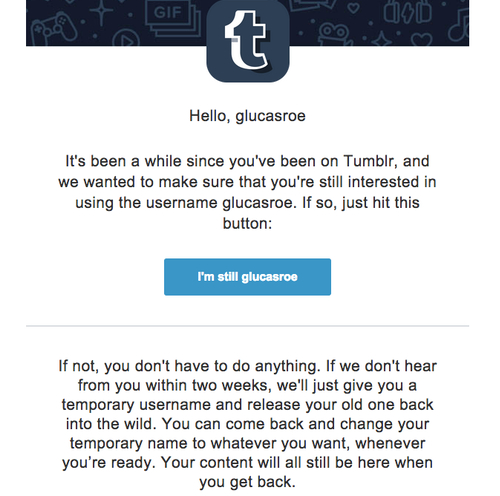 GIF
t
Hello, glucasroe
It's been a while since you've been on Tumblr, and
we wanted to make sure that you're still interested in
using the username glucasroe. If so, just hit this
button:
I'm still glucasroe
If not, you don't have to do anything. If we don't hear
from you within two weeks, we'll just give you a
temporary username and release your old one back
into the wild. You can come back and change your
temporary name to whatever you want, whenever
you’re ready. Your content will all still be here when
you get back.